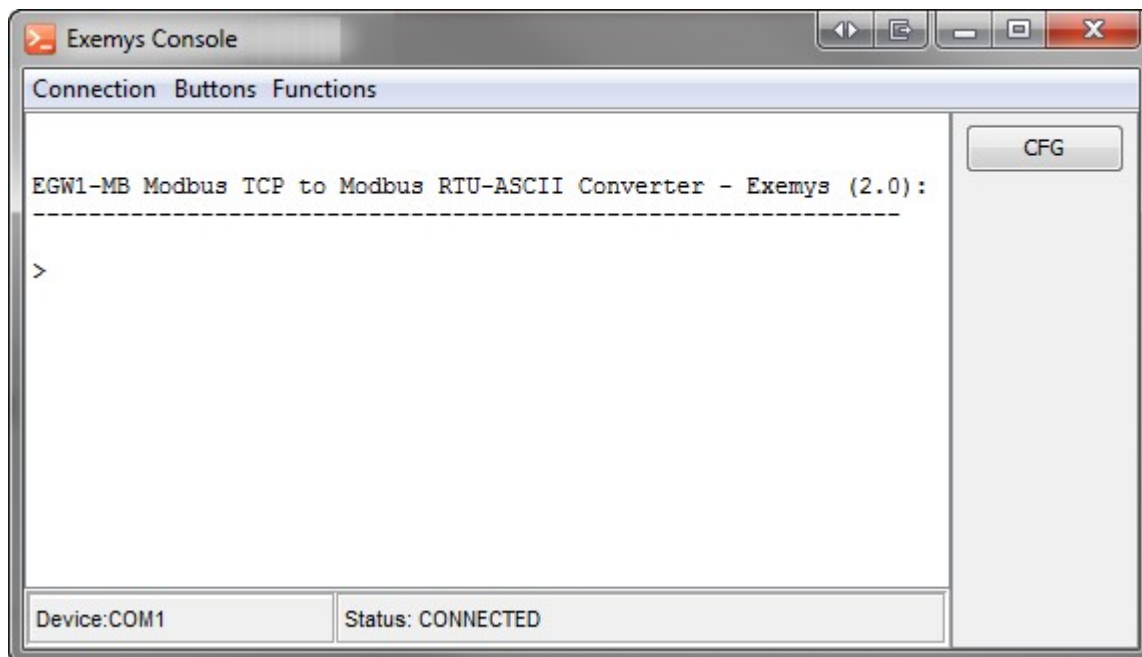 Exemys Console
Connection Buttons Functions
CFG
EGW1-MB Modbus TCP to Modbus RTU-ASCII Converter - Exemys (2.0):
--------------------------------------------------------------
>
Device:COM1
Status: CONNECTED